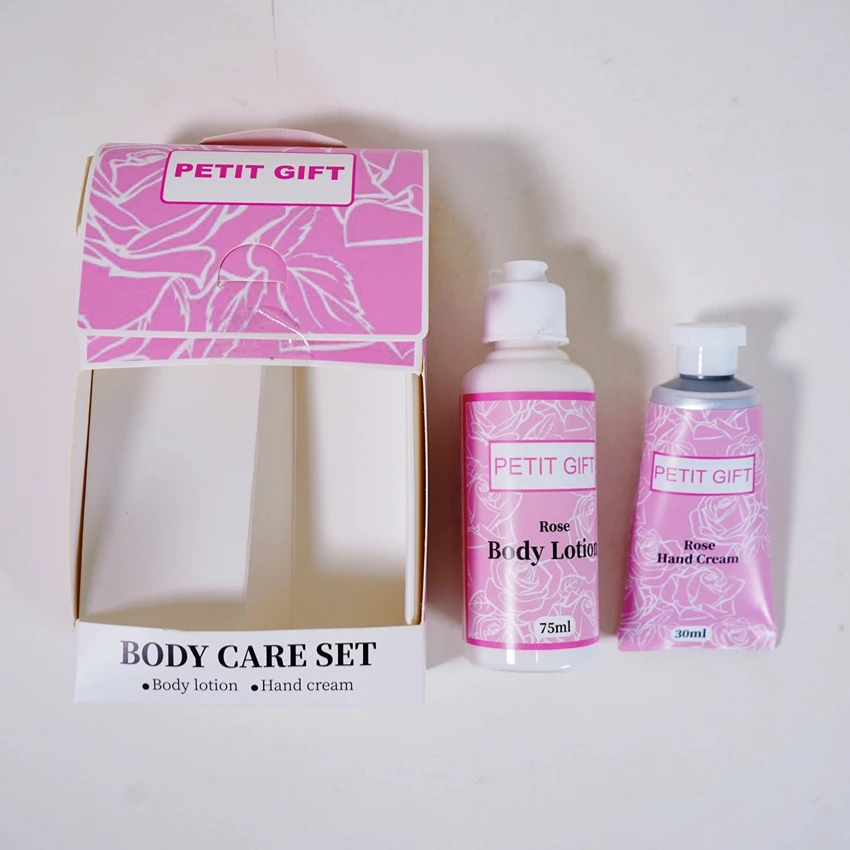 PETIT GIFT
BODY CARE SET
•Body lotion •Hand cream
PETIT GIFT
Rose
Body Lotion
75ml
PETIT GIFT
Rose
Hand Cream
30ml